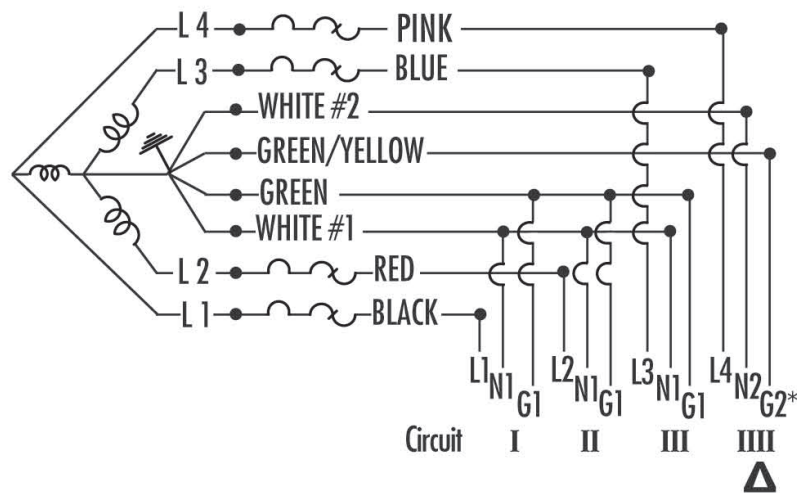 L 4 PINK
L 3 BLUE
WHITE #2
GREEN/YELLOW
GREEN
WHITE #1
L 2 RED
L 1 BLACK
L1 N1 G1 L2 N1 G1 L3 N1 G1 L4 N2 G2*
Circuit I II III IIII
Δ